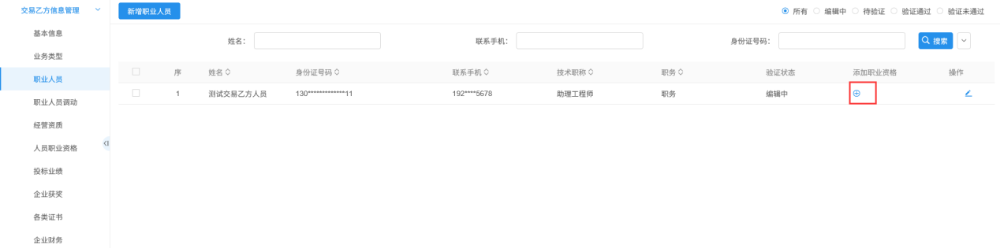 交易乙方信息管理
新增职业人员
所有 编辑中 待验证 验证通过 验证未通过
基本信息
姓名： 联系手机： 身份证号码： 搜索
业务类型
职业人员
序 姓名 身份证号码 联系手机 技术职称 职务 验证状态 添加职业资格 操作
1 测试交易乙方人员 130*************11 192****5678 助理工程师 职务 编辑中
职业人员调动
经营资质
人员职业资格
投标业绩
企业获奖
各类证书
企业财务